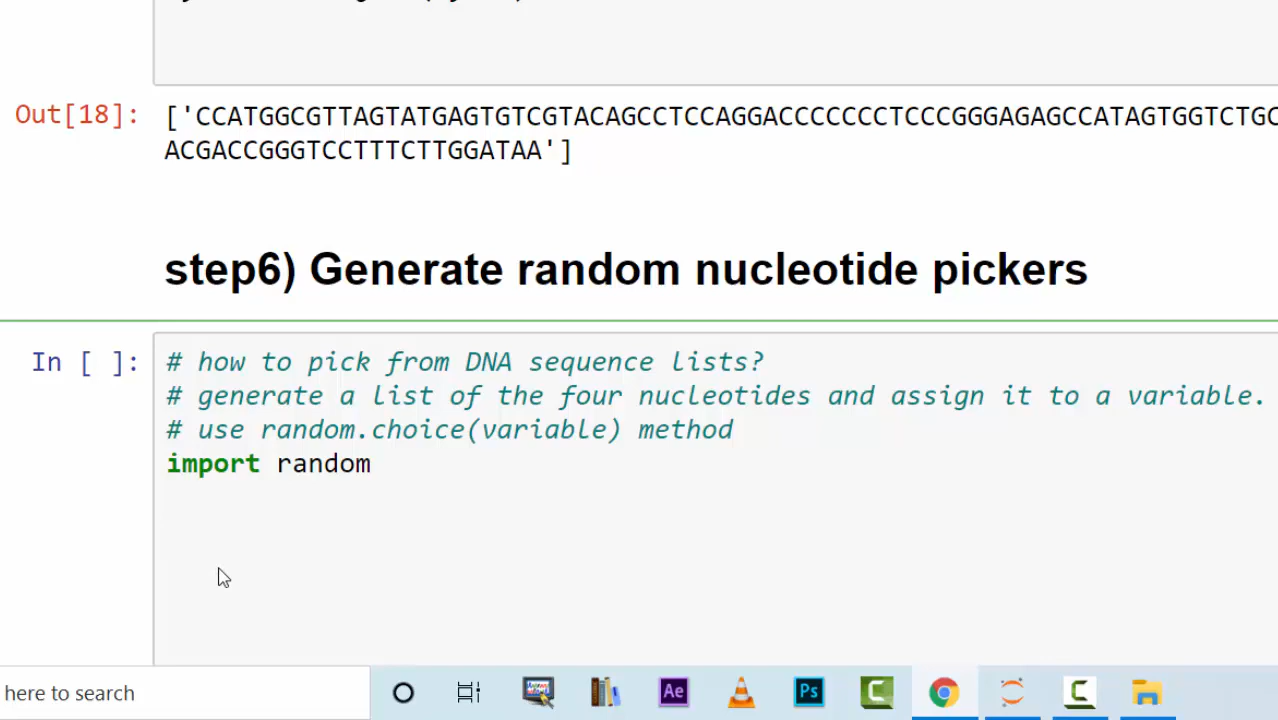 Out[18]: ['CCATGGCGTTAGTATGAGTGTCGTACAGCCTCCAGGACCCCCCCTCCCGGGAGAGCCATAGTGGTCTGC
ACGACCGGGTCCTTTCTTGGATAA']
step6) Generate random nucleotide pickers
In [ ]: # how to pick from DNA sequence lists?
# generate a list of the four nucleotides and assign it to a variable.
# use random.choice(variable) method
import random
here to search
Ae
Ps
C
C